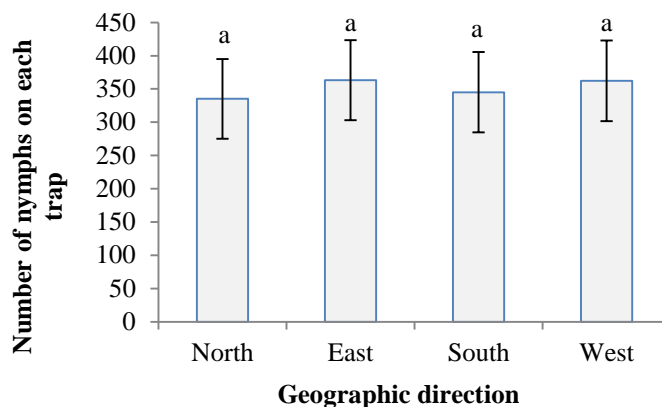 Number of nymphs on each
trap
450
400
350
300
250
200
150
100
50
0
a a a a
North East South West
Geographic direction